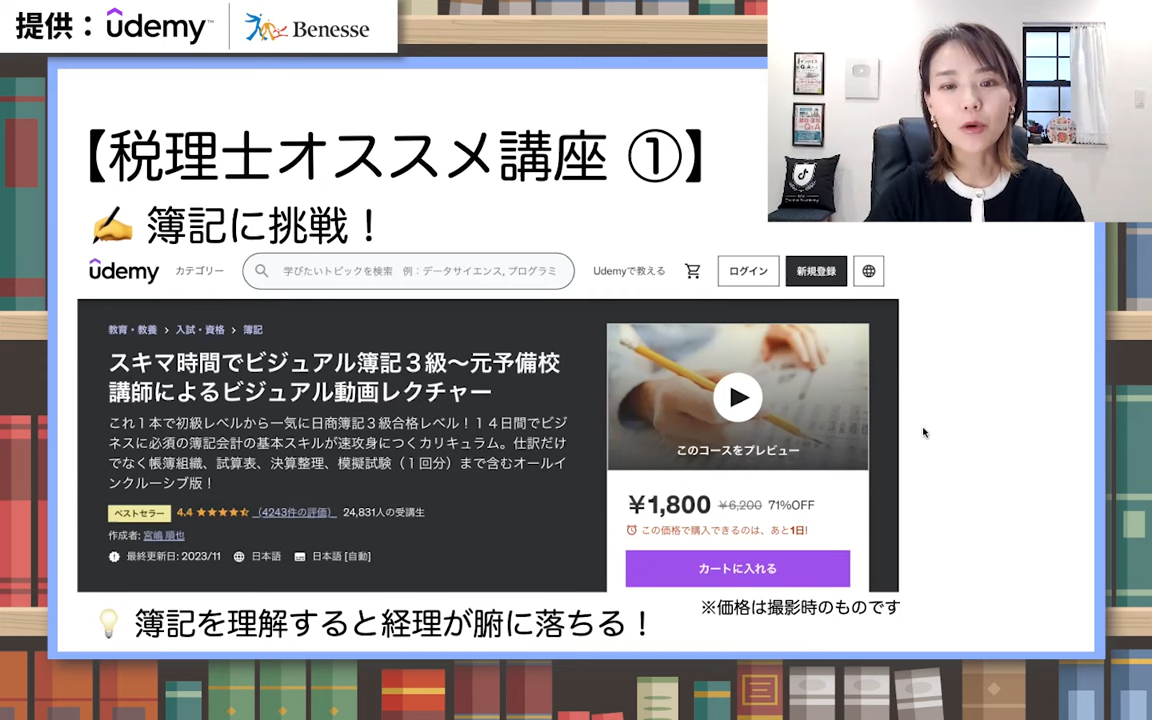 提供：ûdemy
Benesse
【税理士オススメ講座 ①】
✍️ 簿記に挑戦！
ûdemy カテゴリー 学びたいトピックを検索 例：データサイエンス, プログラミ Udemyで教える ログイン 新規登録
教育・教養 > 入試・資格 > 簿記
スキマ時間でビジュアル簿記３級～元予備校
講師によるビジュアル動画レクチャー
これ１本で初級レベルから一気に日商簿記３級合格レベル！１４日間でビジ
ネスに必須の簿記会計の基本スキルが速攻身につくカリキュラム。仕訳だけ
でなく帳簿組織、試算表、決算整理、模擬試験（１回分）まで含むオールイ
ンクルーシブ版！
ベストセラー 4.4 ★★★★★ （4243件の評価） 24,831人の受講生
作成者: 宮嶋 順也
最終更新日: 2023/11 日本語 日本語 [自動]
このコースをプレビュー
￥1,800 ￥6,200 71%OFF
この価格で購入できるのは、あと1日!
カートに入れる
※価格は撮影時のものです
💡 簿記を理解すると経理が腑に落ちる！